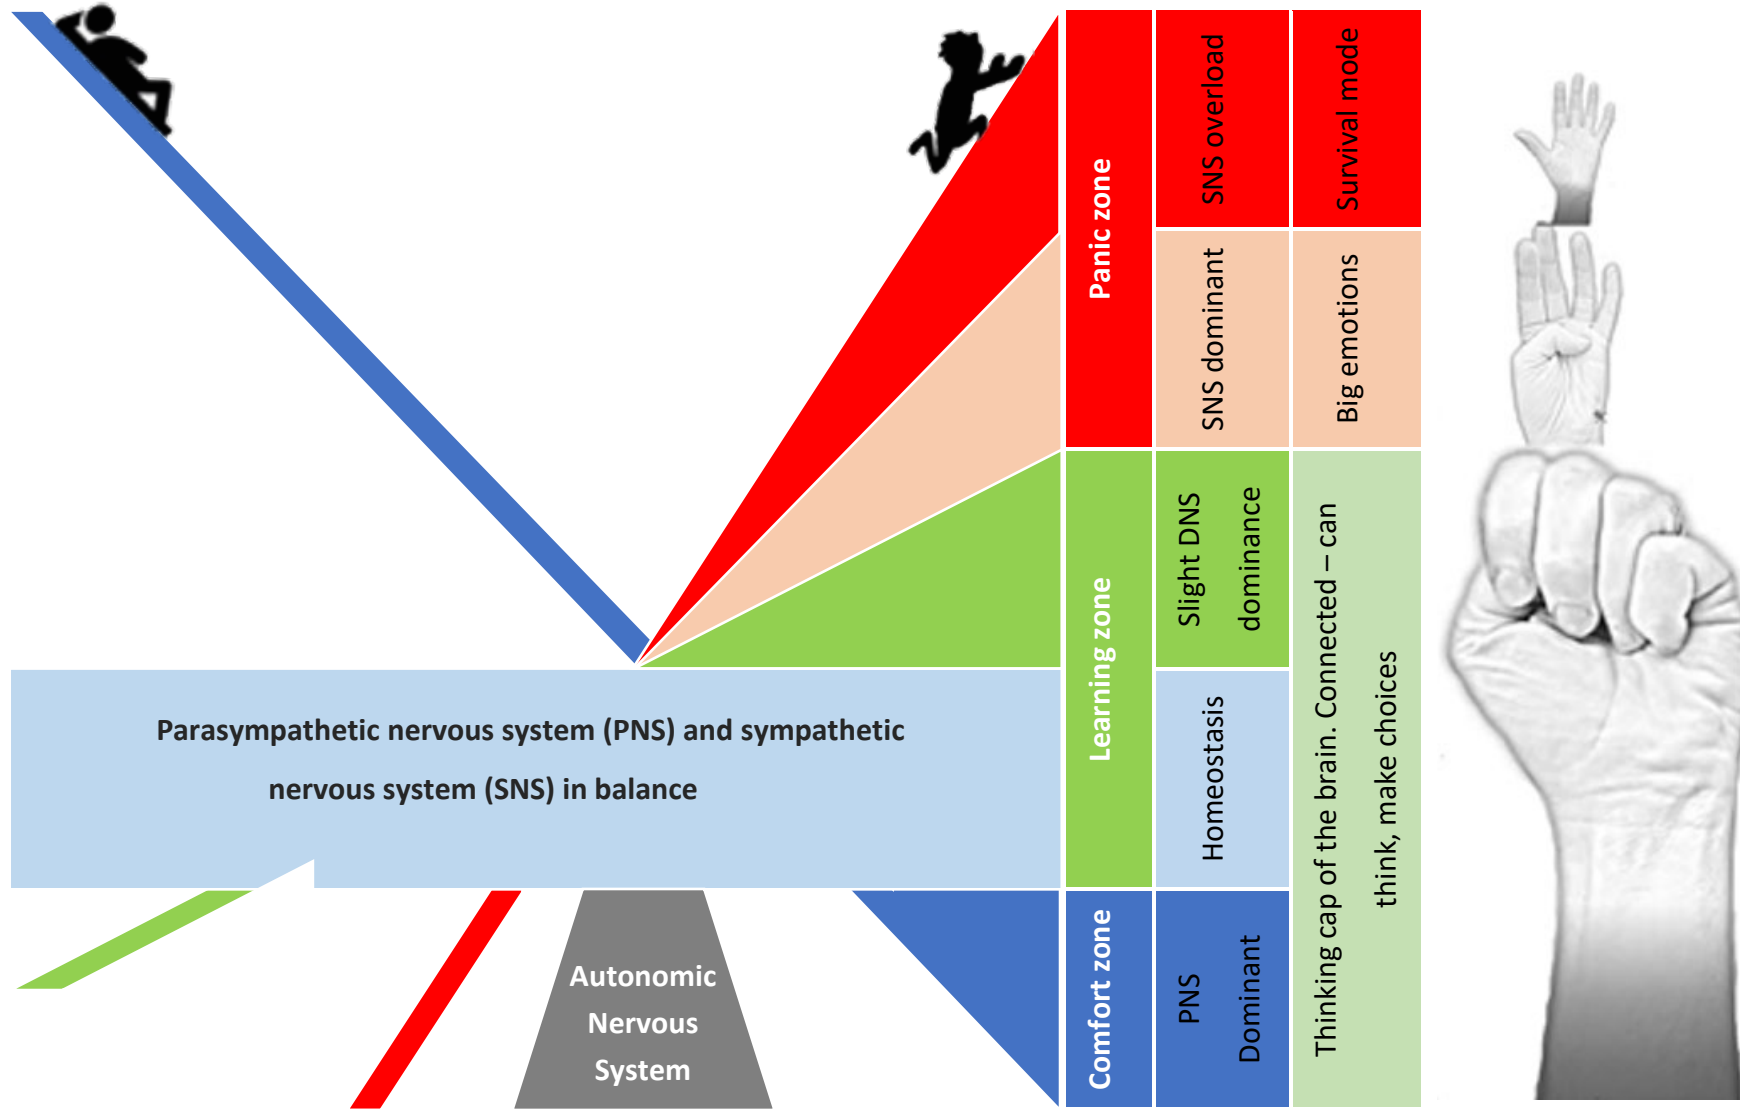 Panic zone
SNS overload
Survival mode
SNS dominant
Big emotions
Learning zone
Slight DNS
dominance
Homeostasis
Thinking cap of the brain. Connected – can
think, make choices
Parasympathetic nervous system (PNS) and sympathetic
nervous system (SNS) in balance
Comfort zone
PNS
Dominant
Autonomic
Nervous
System